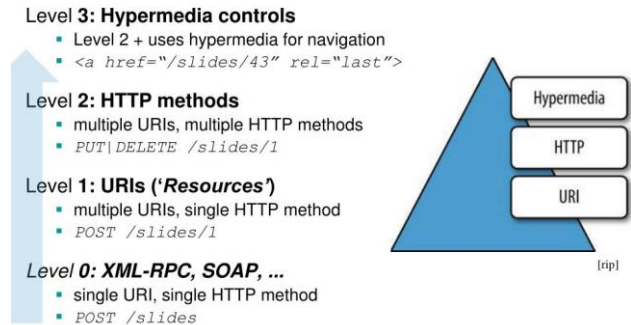 Level 3: Hypermedia controls
Level 2 + uses hypermedia for navigation
<a href=“/slides/43” rel=“last”>
Level 2: HTTP methods
multiple URIs, multiple HTTP methods
PUT|DELETE /slides/1
Level 1: URIs (‘Resources’)
multiple URIs, single HTTP method
POST /slides/1
Level 0: XML-RPC, SOAP, ...
single URI, single HTTP method
POST /slides
Hypermedia
HTTP
URI
[rip]